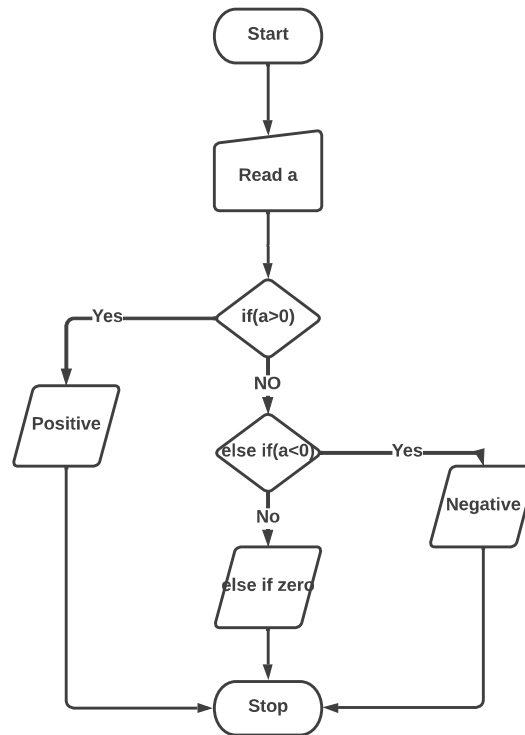 Start
Read a
if(a>0)
Yes
NO
Positive
else if(a<0)
Yes
No
Negative
else if zero
Stop